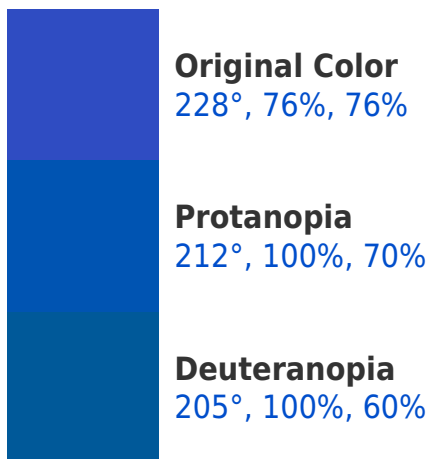 Original Color
228°, 76%, 76%
Protanopia
212°, 100%, 70%
Deuteranopia
205°, 100%, 60%